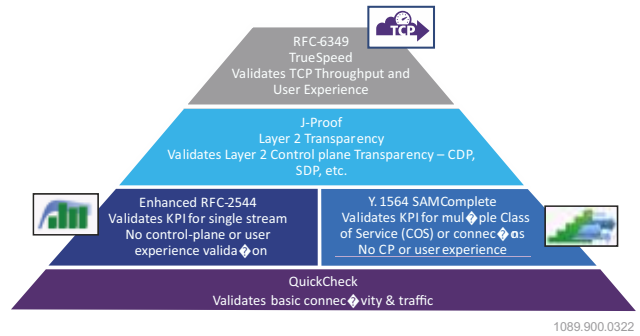 TCP
RFC-6349
TrueSpeed
Validates TCP Throughput and
User Experience
J-Proof
Layer 2 Transparency
Validates Layer 2 Control plane Transparency – CDP,
SDP, etc.
Enhanced RFC-2544
Validates KPI for single stream
No control-plane or user
experience valida�on
Y.1564 SAMComplete
Validates KPI for mul�ple Class
of Service (COS) or connec�ons
No CP or user experience
QuickCheck
Validates basic connec�vity & traffic
1089.900.0322